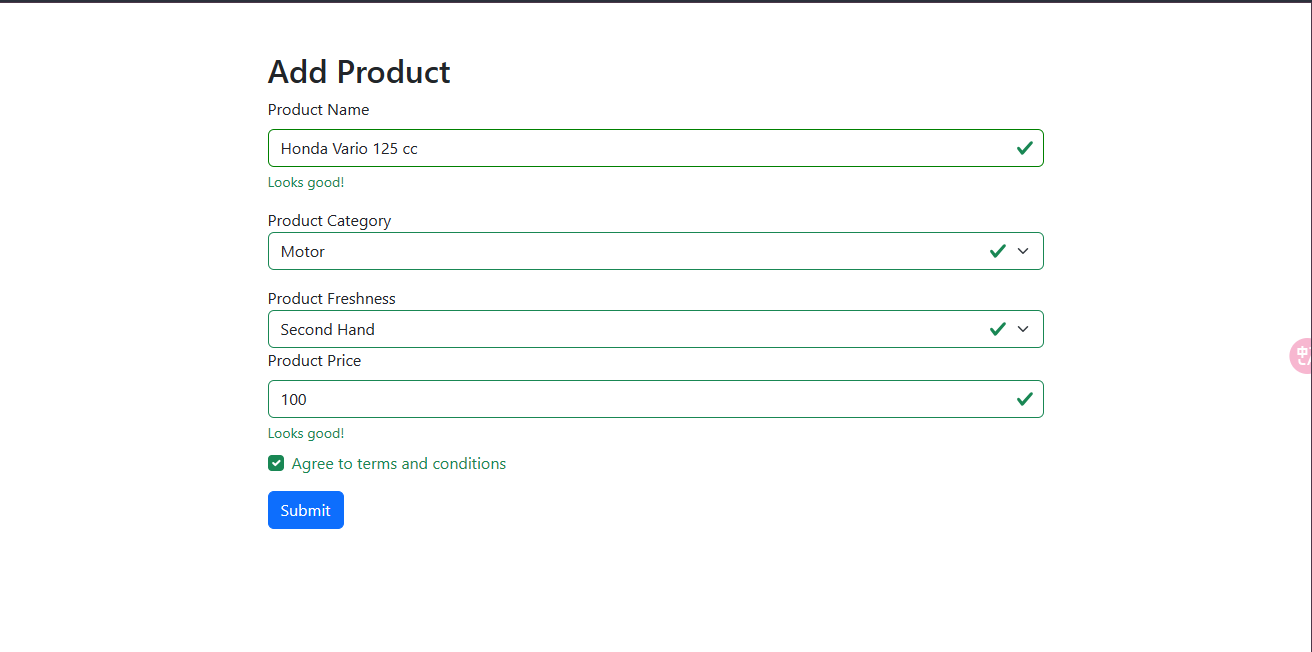 Add Product
Product Name
Honda Vario 125 cc
Looks good!
Product Category
Motor
Product Freshness
Second Hand
Product Price
100
Looks good!
Agree to terms and conditions
Submit